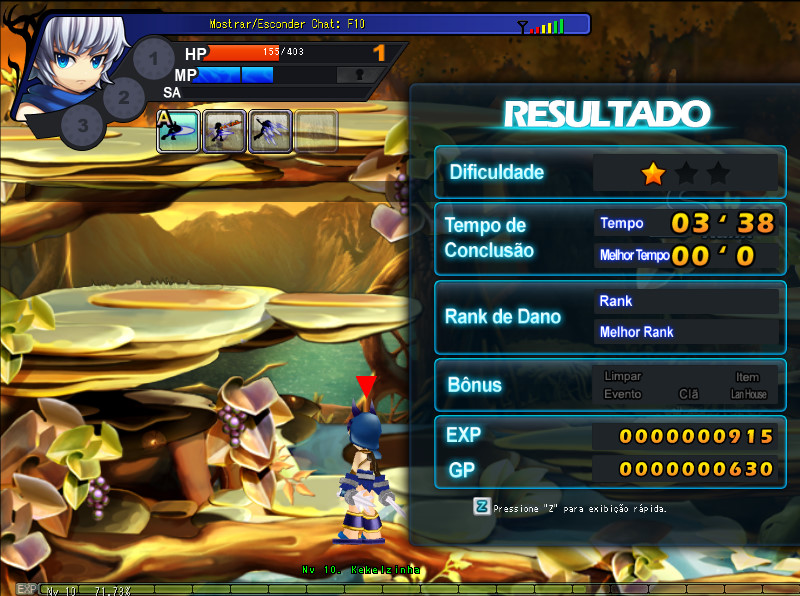 Mostrar/Esconder Chat: F10
HP 155/403 1
MP
SA
1
2
3
A
RESULTADO
Dificuldade
Tempo de Conclusão
Tempo 03 ' 38
Melhor Tempo 00 ' 0
Rank de Dano
Rank
Melhor Rank
Bônus
Limpar Evento
Clã
Item Lan House
EXP 0000000915
GP 0000000630
Z Pressione "Z" para exibição rápida.
Nv 10. Kekelzinha
EXP Nv 10 71.73%